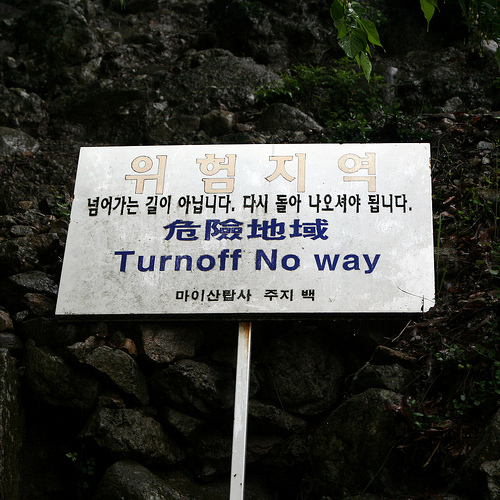 위험지역
넘어가는 길이 아닙니다. 다시 돌아 나오셔야 됩니다.
危險地域
Turnoff No way
마이산탑사 주지 백